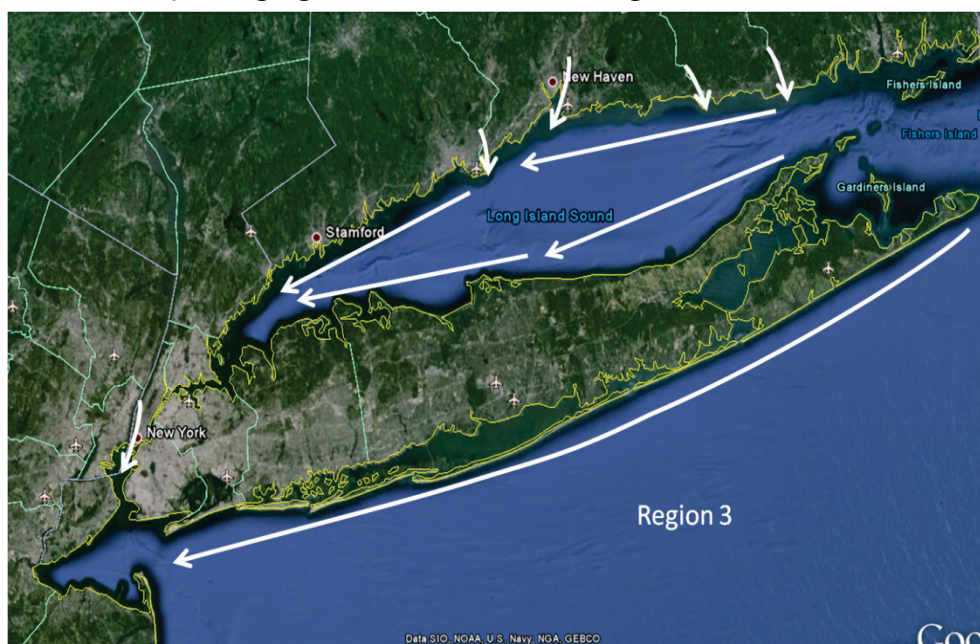 New Haven
Fishers Island
Fishers Island
Gardiners Island
Long Island Sound
Stamford
New York
Region 3
Data SIO, NOAA, U.S. Navy, NGA, GEBCO